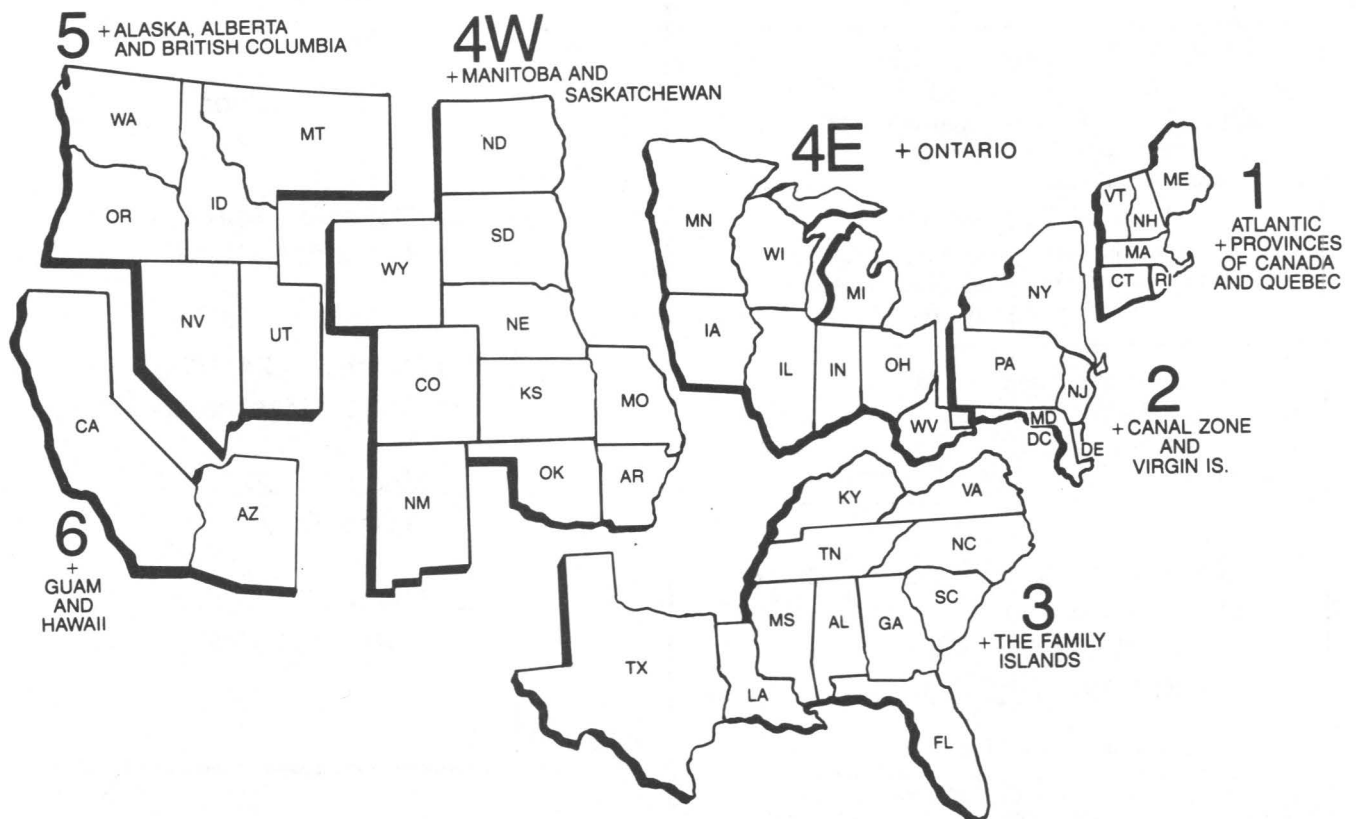 5 + ALASKA, ALBERTA
AND BRITISH COLUMBIA
WA
MT
OR
ID
NV
UT
4W
+ MANITOBA AND
SASKATCHEWAN
ND
SD
WY
NE
CO
KS
MO
NM
OK
AR
4E + ONTARIO
MN
WI
MI
IA
IL
IN
OH
WV
1
ATLANTIC
+ PROVINCES
OF CANADA
AND QUEBEC
ME
VT
NH
MA
CT
RI
NY
PA
NJ
MD
DC
DE
2
+ CANAL ZONE
AND
VIRGIN IS.
CA
AZ
6
+
GUAM
AND
HAWAII
KY
VA
TN
NC
SC
MS
AL
GA
TX
LA
FL
3
+ THE FAMILY
ISLANDS